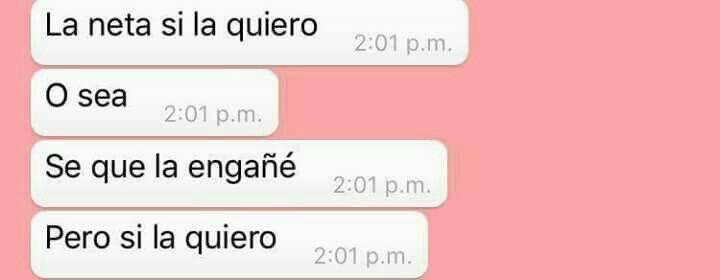 La neta si la quiero
2:01 p.m.
O sea
2:01 p.m.
Se que la engañé
2:01 p.m.
Pero si la quiero
2:01 p.m.